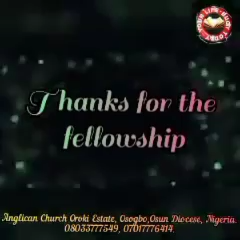 Thanks for the
fellowship
Anglican Church Oroki Estate, Osogbo,Osun Diocese, Nigeria.
08033777549, 07017776414.